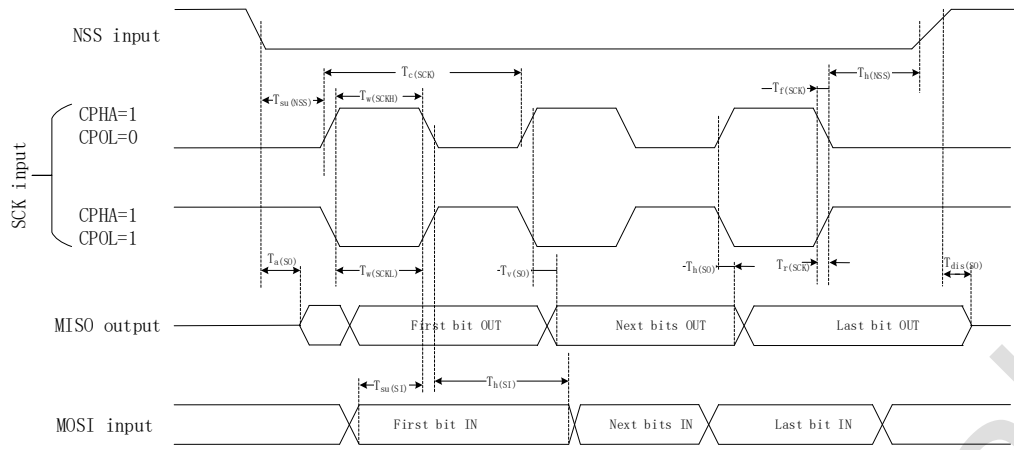 NSS input
Tc(SCK)
Th(NSS)
Tsu(NSS)
Tw(SCKH)
Tf(SCK)
SCK input
CPHA=1
CPOL=0
CPHA=1
CPOL=1
Ta(SO)
Tw(SCKL)
Tv(SO)
Th(SO)
Tr(SCK)
Tdis(SO)
MISO output
First bit OUT
Next bits OUT
Last bit OUT
Tsu(SI)
Th(SI)
MOSI input
First bit IN
Next bits IN
Last bit IN